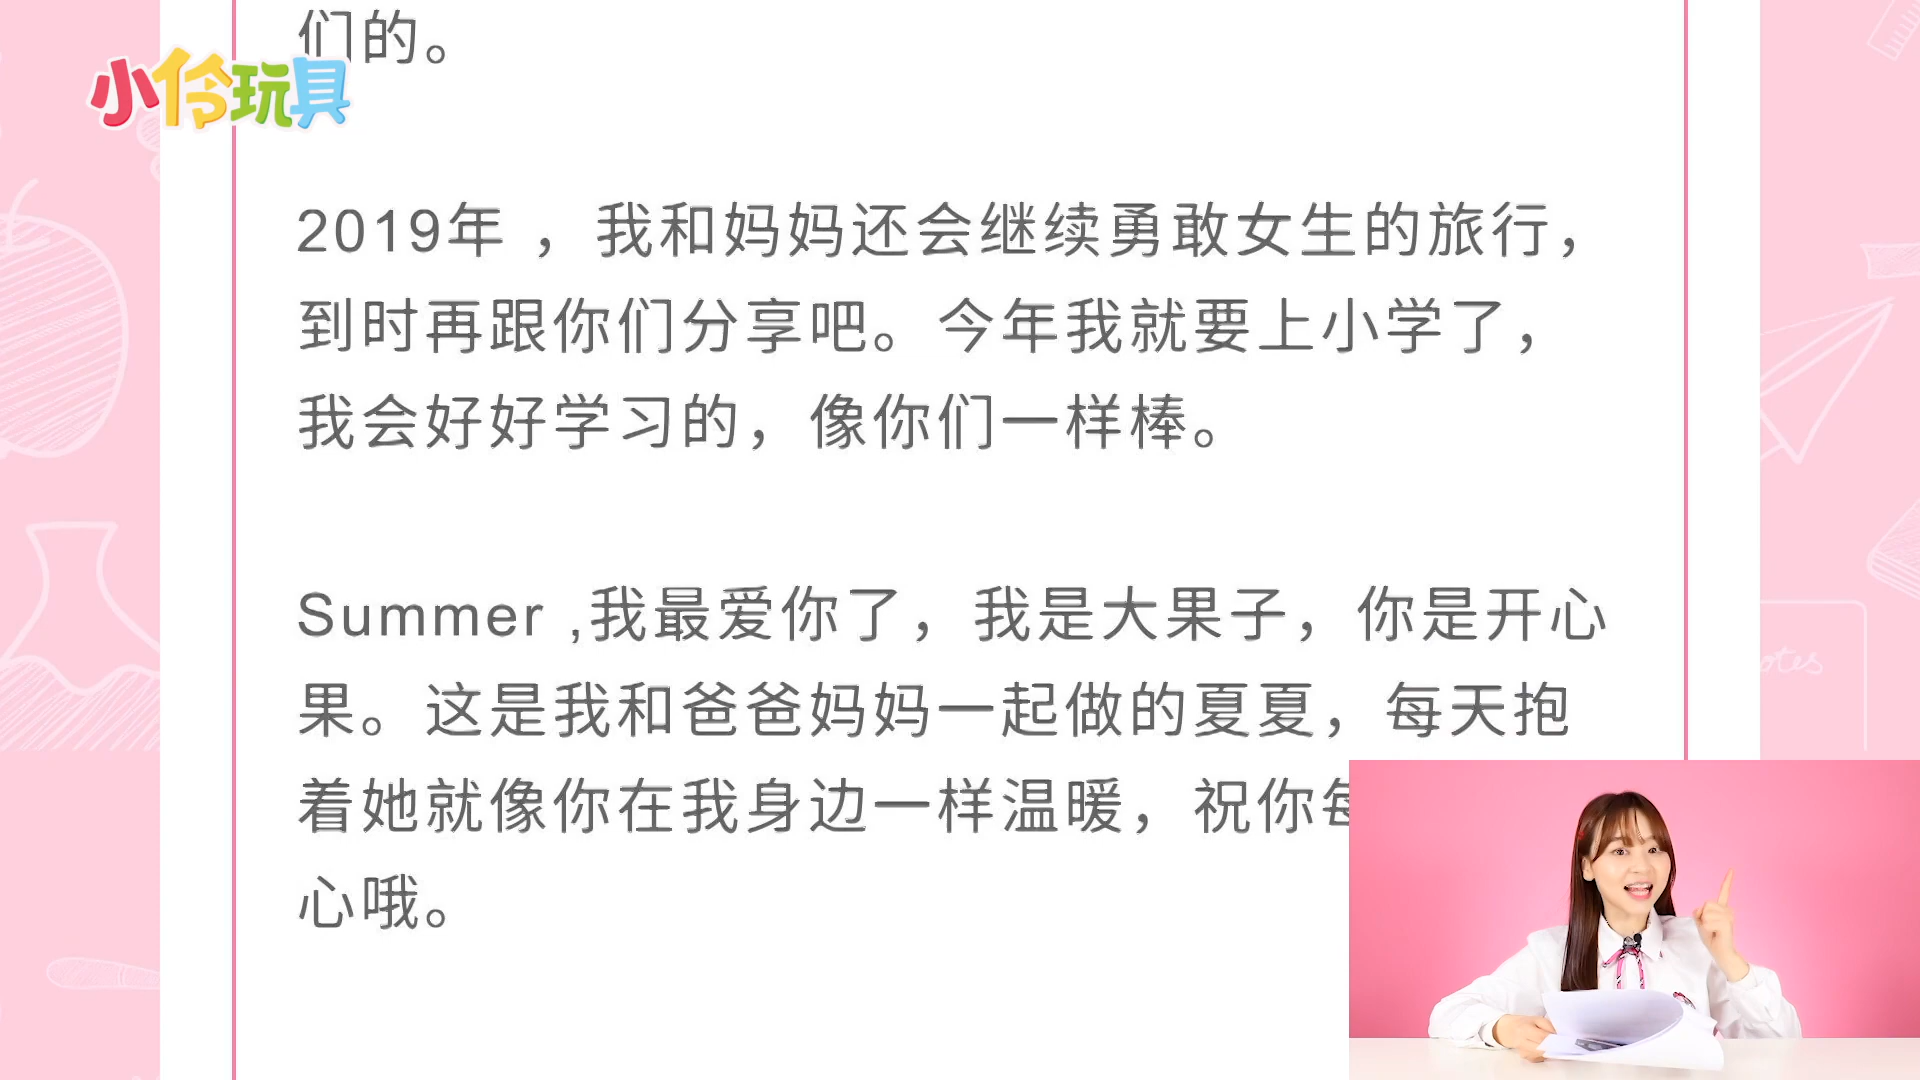 们的。
小伶玩具
2019年 ，我和妈妈还会继续勇敢女生的旅行，
到时再跟你们分享吧。今年我就要上小学了，
我会好好学习的，像你们一样棒。
Summer ,我最爱你了，我是大果子，你是开心
果。这是我和爸爸妈妈一起做的夏夏，每天抱
着她就像你在我身边一样温暖，祝你每
心哦。
otes